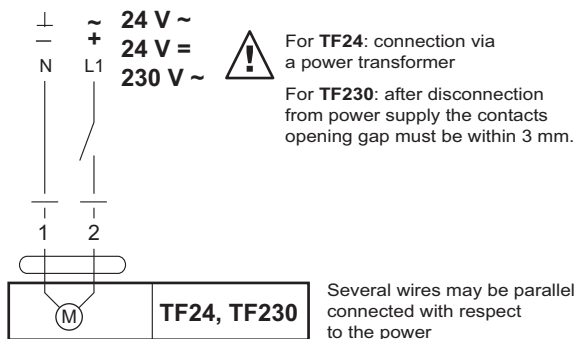 ⊥ ~ 24 V ~
– + 24 V =
N L1 230 V ~
For TF24: connection via
a power transformer
For TF230: after disconnection
from power supply the contacts
opening gap must be within 3 mm.
!
1 2
M
TF24, TF230
Several wires may be parallel
connected with respect
to the power